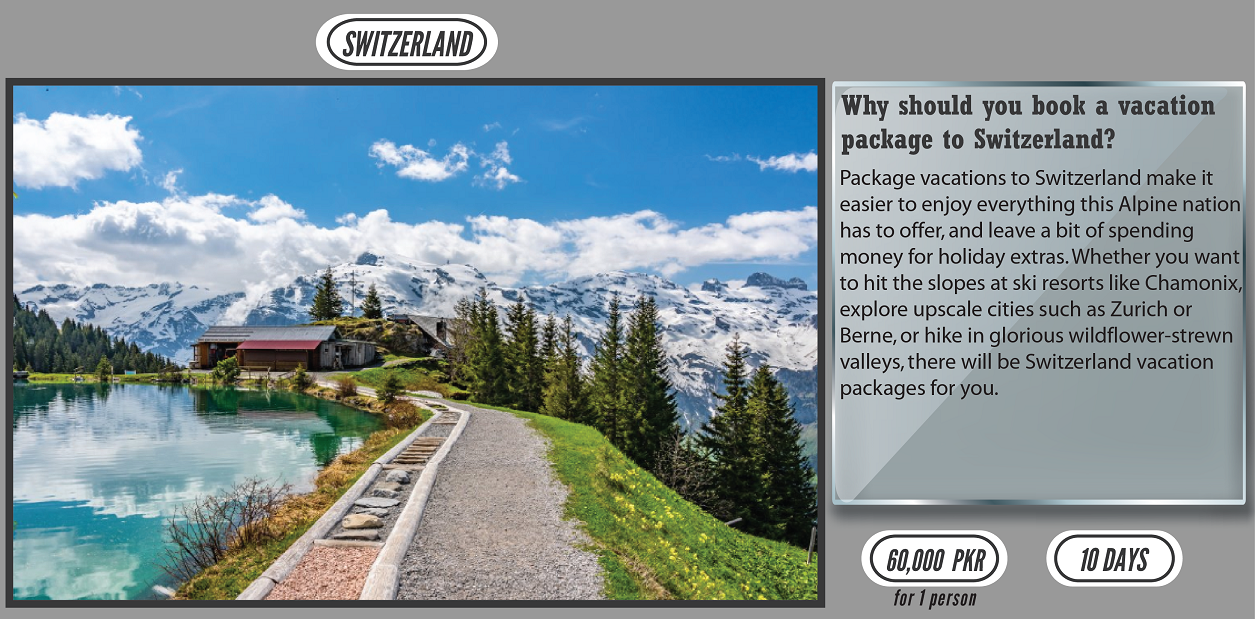 SWITZERLAND
Why should you book a vacation
package to Switzerland?
Package vacations to Switzerland make it
easier to enjoy everything this Alpine nation
has to offer, and leave a bit of spending
money for holiday extras. Whether you want
to hit the slopes at ski resorts like Chamonix,
explore upscale cities such as Zurich or
Berne, or hike in glorious wildflower-strewn
valleys, there will be Switzerland vacation
packages for you.
60,000 PKR
for 1 person
10 DAYS